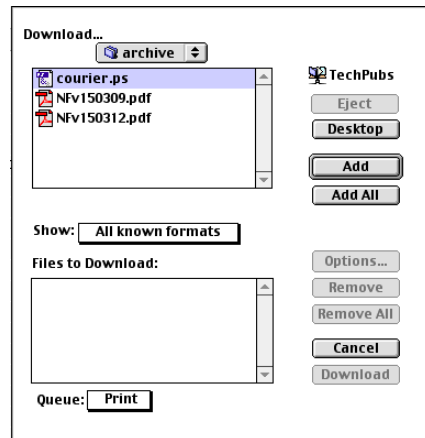 Download...
archive
courier.ps
NFv150309.pdf
NFv150312.pdf
TechPubs
Eject
Desktop
Add
Add All
Show: All known formats
Files to Download:
Options...
Remove
Remove All
Cancel
Download
Queue: Print